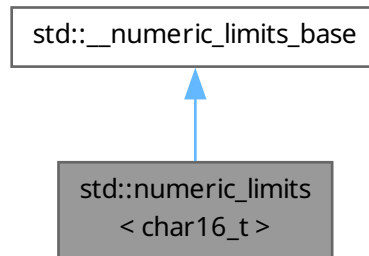 std::__numeric_limits_base
std::numeric_limits
< char16_t >